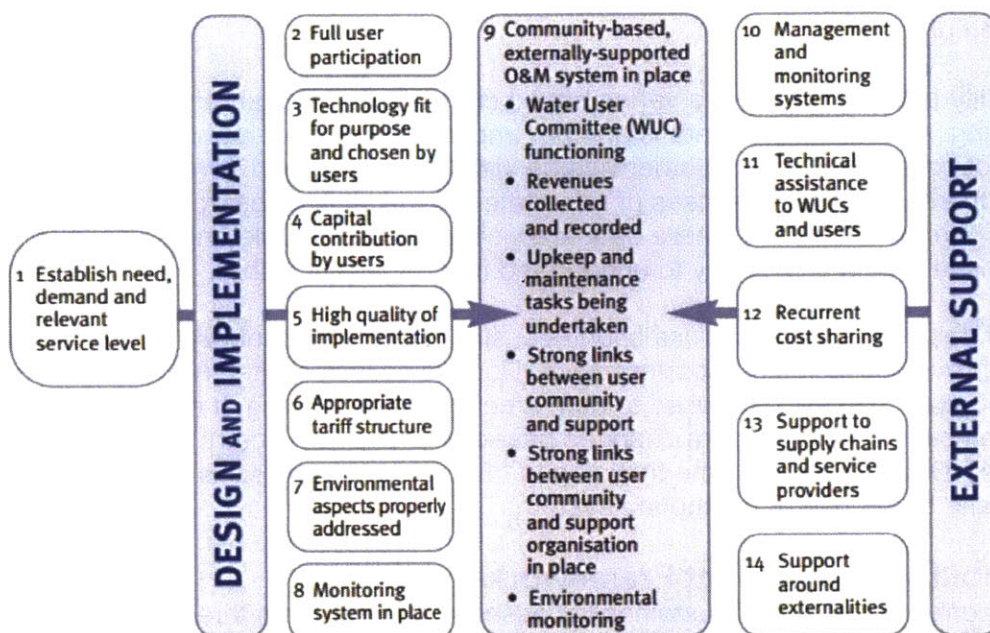 1 Establish need,
demand and
relevant
service level
DESIGN AND IMPLEMENTATION
2 Full user
participation
3 Technology fit
for purpose
and chosen by
users
4 Capital
contribution
by users
5 High quality of
implementation
6 Appropriate
tariff structure
7 Environmental
aspects properly
addressed
8 Monitoring
system in place
9 Community-based,
externally-supported
O&M system in place
• Water User
Committee (WUC)
functioning
• Revenues
collected
and recorded
• Upkeep and
maintenance
tasks being
undertaken
• Strong links
between user
community
and support
• Strong links
between user
community
and support
organisation
in place
• Environmental
monitoring
10 Management
and
monitoring
systems
11 Technical
assistance
to WUCs
and users
12 Recurrent
cost sharing
13 Support to
supply chains
and service
providers
14 Support
around
externalities
EXTERNAL SUPPORT